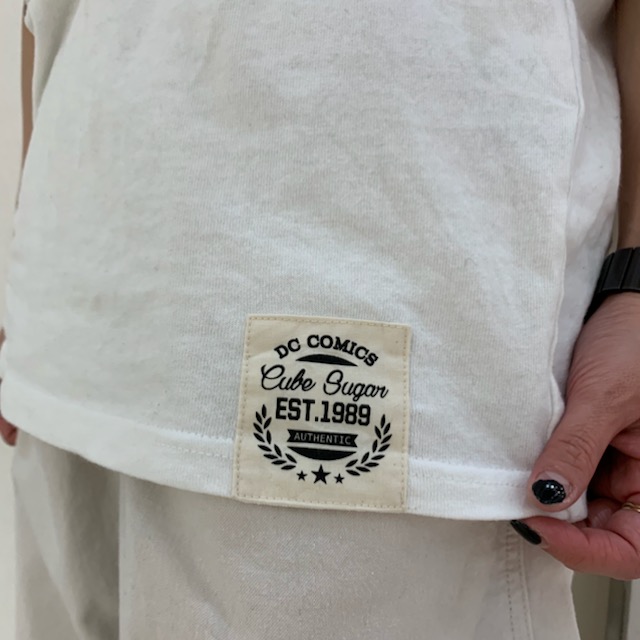 DC COMICS
Cube Sugar
EST.1989
AUTHENTIC